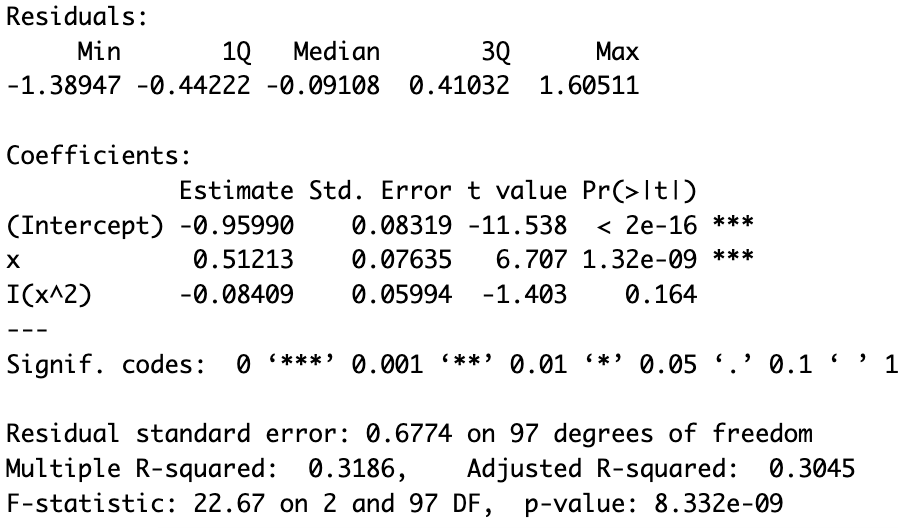 Residuals:
     Min       1Q   Median       3Q      Max
-1.38947 -0.44222 -0.09108  0.41032  1.60511

Coefficients:
            Estimate Std. Error t value Pr(>|t|)
(Intercept) -0.95990    0.08319 -11.538  < 2e-16 ***
x            0.51213    0.07635   6.707 1.32e-09 ***
I(x^2)      -0.08409    0.05994  -1.403    0.164
---
Signif. codes:  0 ‘***’ 0.001 ‘**’ 0.01 ‘*’ 0.05 ‘.’ 0.1 ‘ ’ 1

Residual standard error: 0.6774 on 97 degrees of freedom
Multiple R-squared:  0.3186,    Adjusted R-squared:  0.3045
F-statistic: 22.67 on 2 and 97 DF,  p-value: 8.332e-09